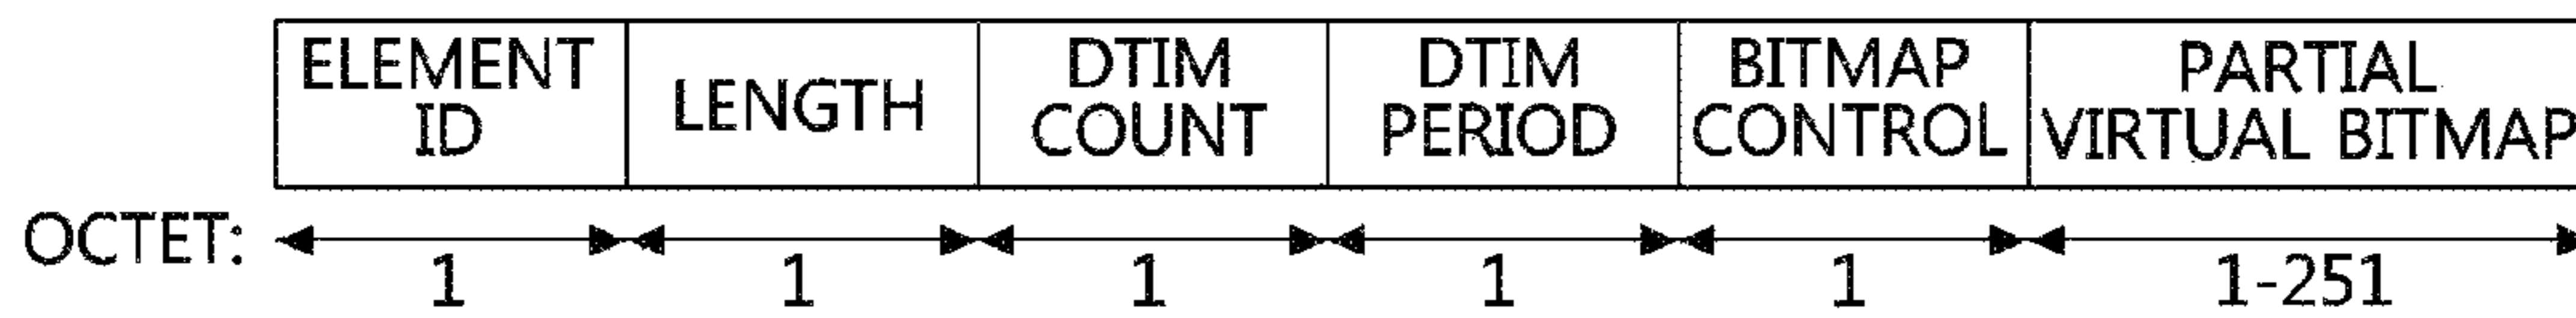 ELEMENT
ID
LENGTH
DTIM
COUNT
DTIM
PERIOD
BITMAP
CONTROL
PARTIAL
VIRTUAL BITMAP
OCTET:
1
1
1
1
1
1-251